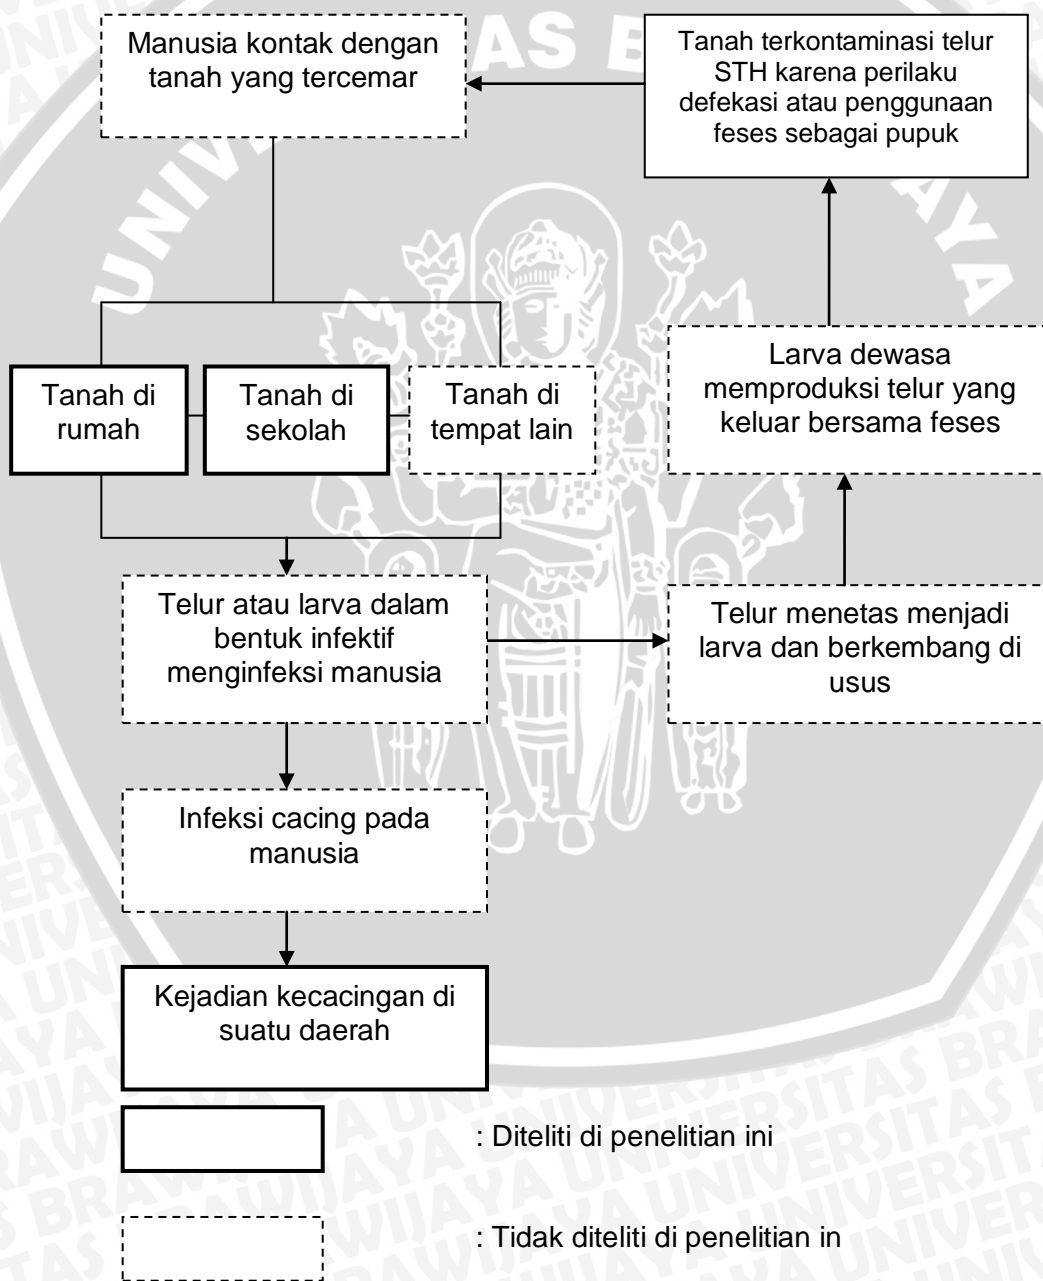 Manusia kontak dengan
tanah yang tercemar
Tanah terkontaminasi telur
STH karena perilaku
defekasi atau penggunaan
feses sebagai pupuk
Tanah di
rumah
Tanah di
sekolah
Tanah di
tempat lain
Larva dewasa
memproduksi telur yang
keluar bersama feses
Telur atau larva dalam
bentuk infektif
menginfeksi manusia
Telur menetas menjadi
larva dan berkembang di
usus
Infeksi cacing pada
manusia
Kejadian kecacingan di
suatu daerah
: Diteliti di penelitian ini
: Tidak diteliti di penelitian in